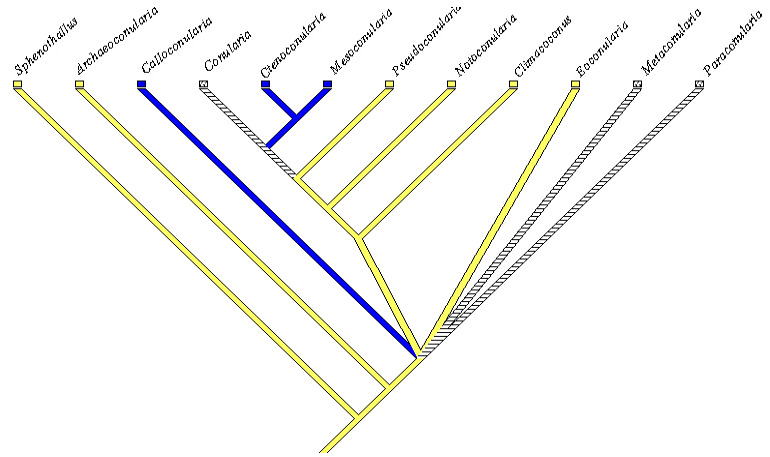 Sphenothallus
Archaeoconularia
Calloconularia
Conularia
Ctenoconularia
Mesoconularia
Pseudoconularia
Notoconularia
Climacoconus
Eoconularia
Metaconularia
Paraconularia